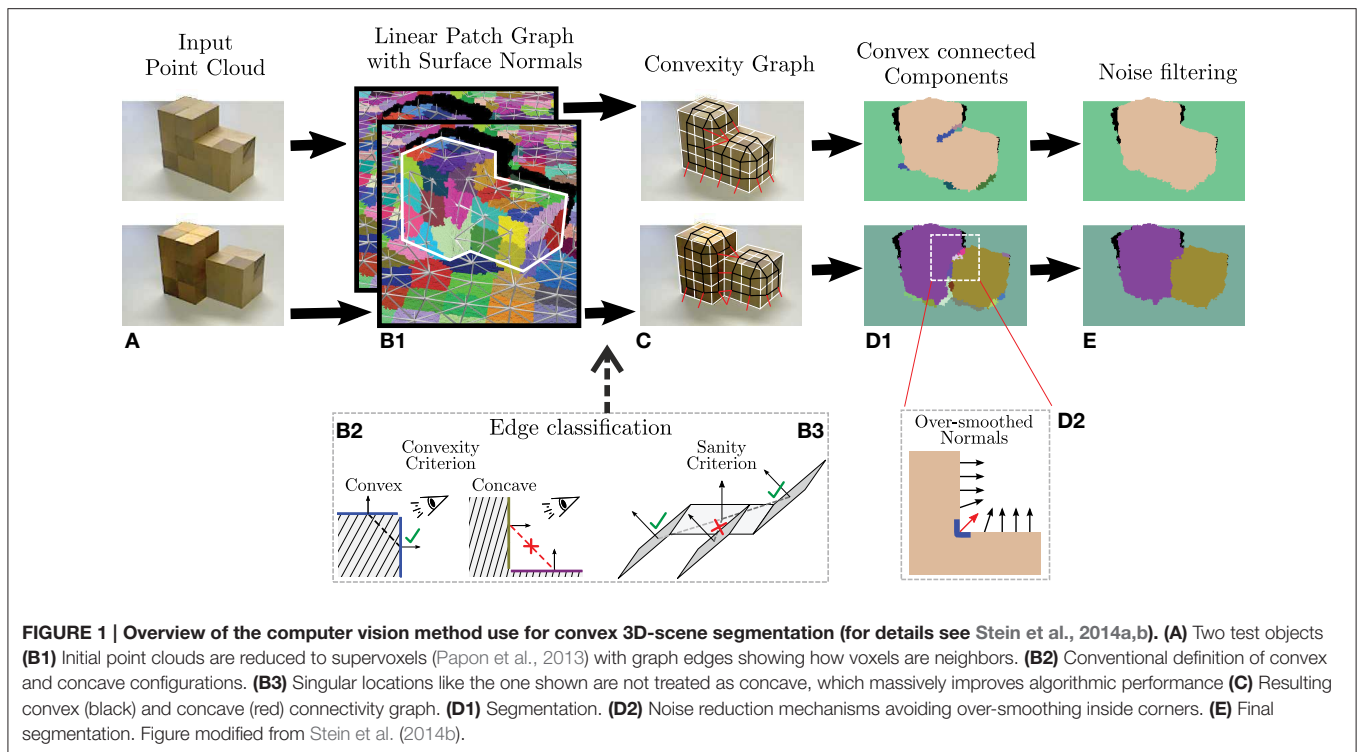 Input
Point Cloud
Linear Patch Graph
with Surface Normals
Convexity Graph
Convex connected
Components
Noise filtering
A
B1
C
D1
E
B2
Edge classification
B3
Convexity
Criterion
Convex
Concave
Sanity
Criterion
D2
Over-smoothed
Normals
FIGURE 1 | Overview of the computer vision method use for convex 3D-scene segmentation (for details see Stein et al., 2014a,b). (A) Two test objects
(B1) Initial point clouds are reduced to supervoxels (Papon et al., 2013) with graph edges showing how voxels are neighbors. (B2) Conventional definition of convex
and concave configurations. (B3) Singular locations like the one shown are not treated as concave, which massively improves algorithmic performance (C) Resulting
convex (black) and concave (red) connectivity graph. (D1) Segmentation. (D2) Noise reduction mechanisms avoiding over-smoothing inside corners. (E) Final
segmentation. Figure modified from Stein et al. (2014b).